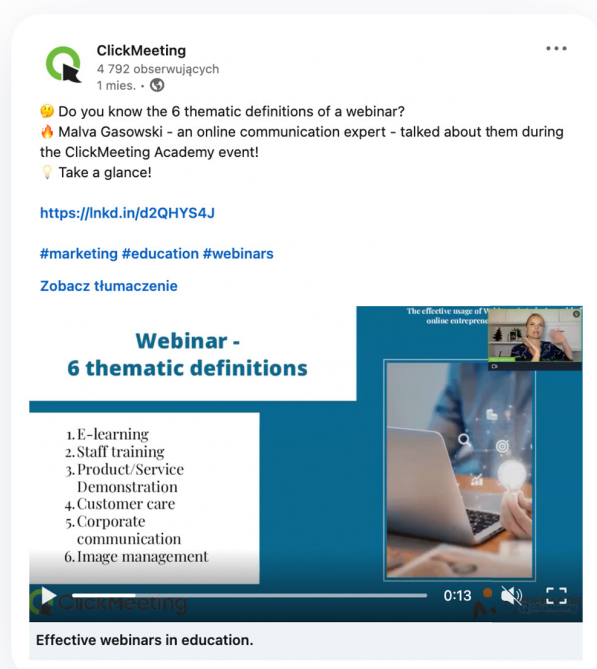 ClickMeeting
4 792 obserwujących
1 mies. •
🤔 Do you know the 6 thematic definitions of a webinar?
🔥 Malva Gasowski - an online communication expert - talked about them during
the ClickMeeting Academy event!
💡 Take a glance!
https://lnkd.in/d2QHYS4J
#marketing #education #webinars
Zobacz tłumaczenie
The effective usage of
online entreprene
Webinar -
6 thematic definitions
1. E-learning
2. Staff training
3. Product/Service
Demonstration
4. Customer care
5. Corporate
communication
6. Image management
0:13
ClickMeeting
Effective webinars in education.